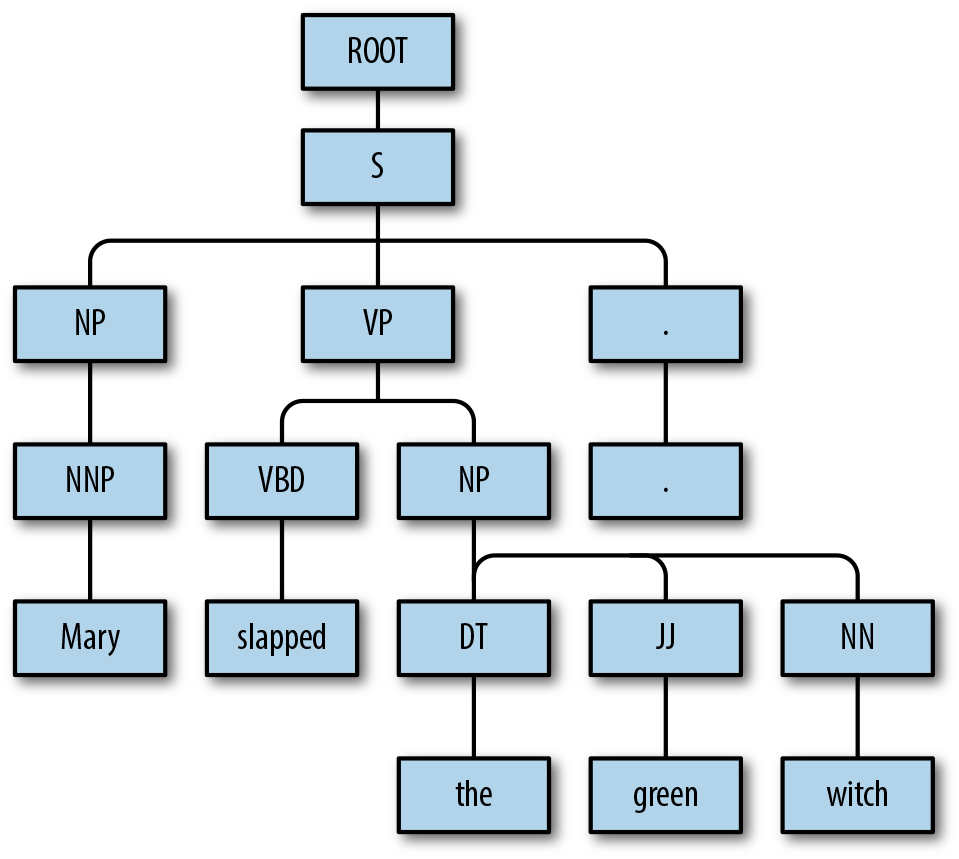 ROOT
S
NP VP .
NNP VBD NP .
Mary slapped DT JJ NN
the green witch